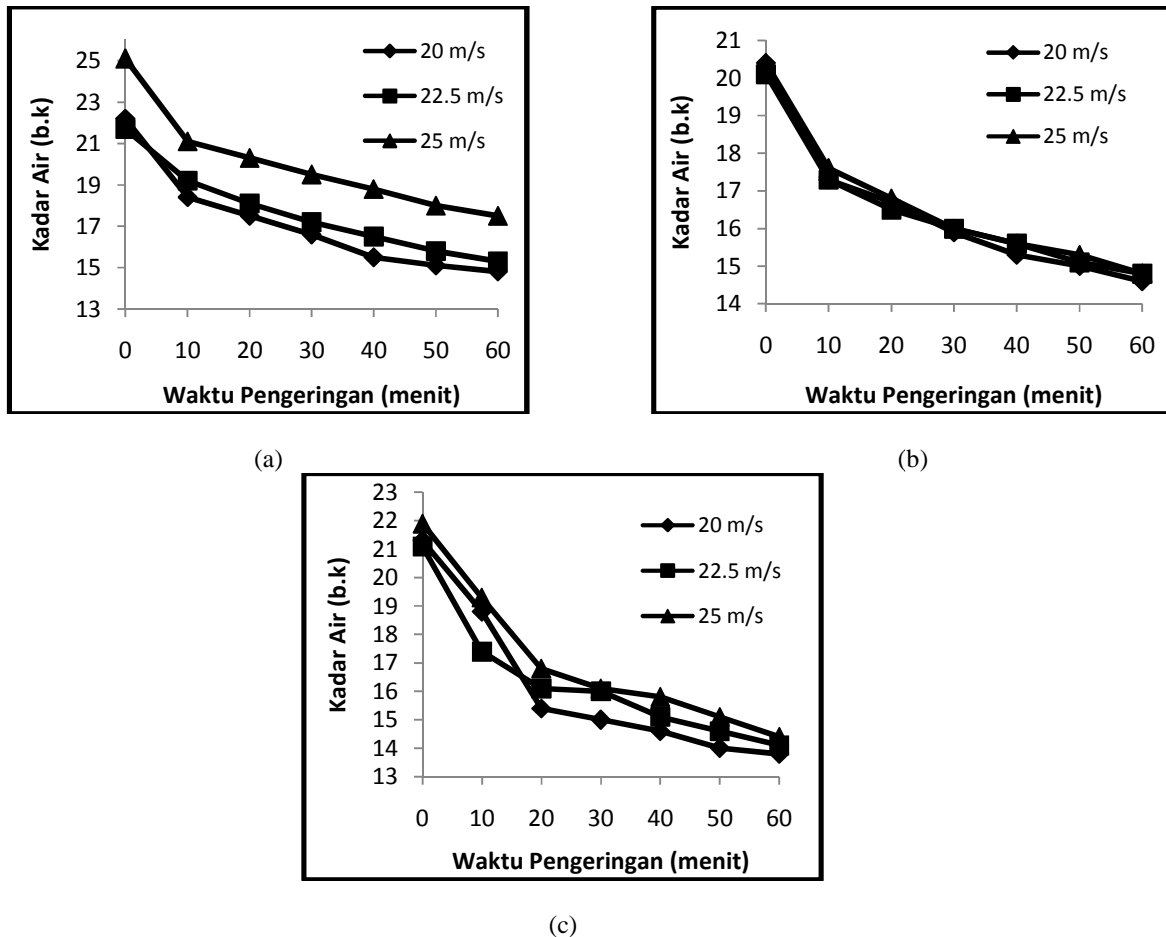 25
23
21
19
17
15
13
Kadar Air (b.k)
20 m/s
22.5 m/s
25 m/s
0 10 20 30 40 50 60
Waktu Pengeringan (menit)
(a)
21
20
19
18
17
16
15
14
Kadar Air (b.k)
20 m/s
22.5 m/s
25 m/s
0 10 20 30 40 50 60
Waktu Pengeringan (menit)
(b)
23
22
21
20
19
18
17
16
15
14
13
Kadar Air (b.k)
20 m/s
22.5 m/s
25 m/s
0 10 20 30 40 50 60
Waktu Pengeringan (menit)
(c)